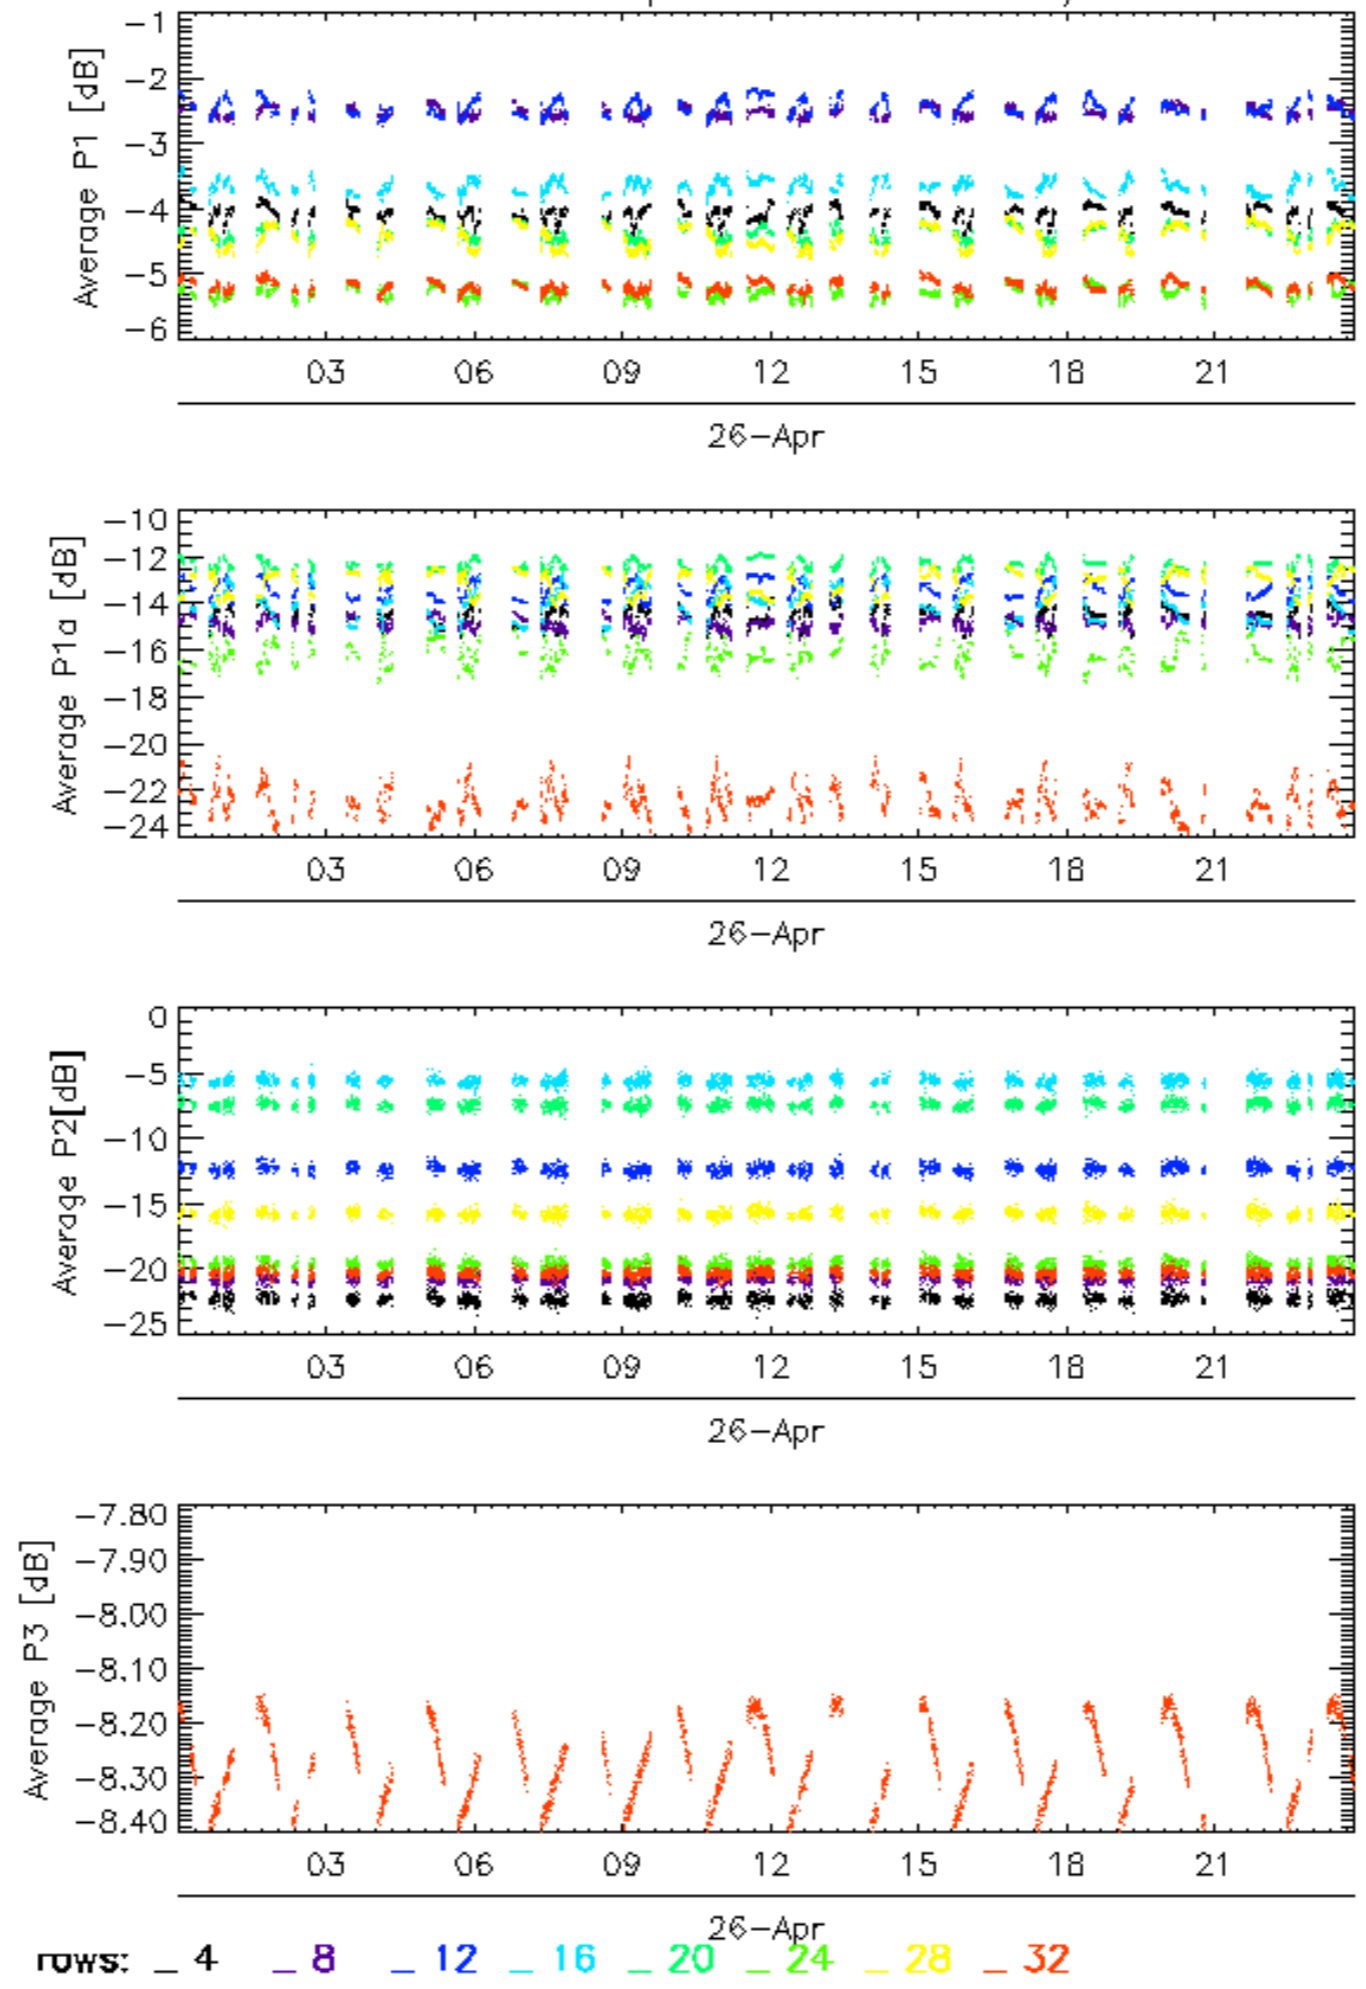 Average P1 [dB]
-1
-2
-3
-4
-5
-6
03 06 09 12 15 18 21
26-Apr
Average P1a [dB]
-10
-12
-14
-16
-18
-20
-22
-24
03 06 09 12 15 18 21
26-Apr
Average P2[dB]
0
-5
-10
-15
-20
-25
03 06 09 12 15 18 21
26-Apr
Average P3 [dB]
-7.80
-7.90
-8.00
-8.10
-8.20
-8.30
-8.40
03 06 09 12 15 18 21
26-Apr
rows: _ 4 _ 8 _ 12 _ 16 _ 20 _ 24 _ 28 _ 32